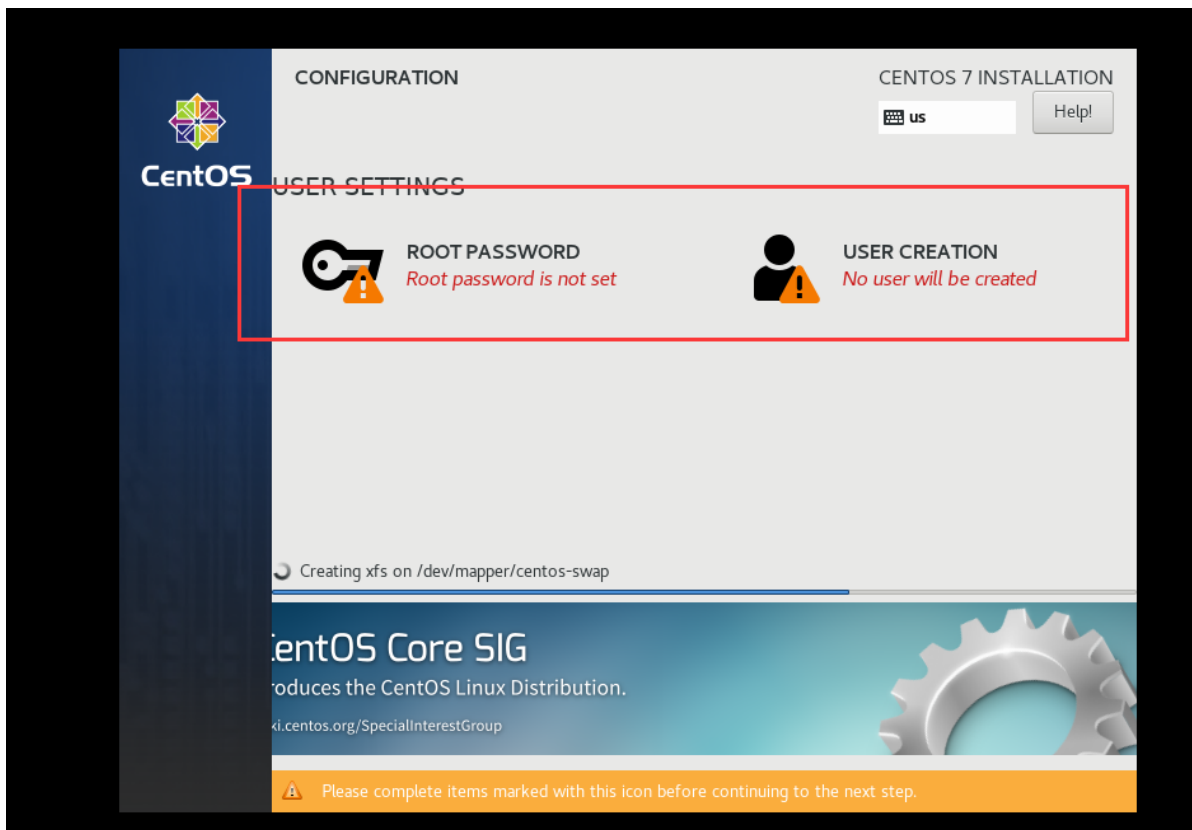 CONFIGURATION
CENTOS 7 INSTALLATION
us
Help!
CentOS
USER SETTINGS
ROOT PASSWORD
Root password is not set
USER CREATION
No user will be created
Creating xfs on /dev/mapper/centos-swap
entOS Core SIG
roduces the CentOS Linux Distribution.
ki.centos.org/SpecialInterestGroup
Please complete items marked with this icon before continuing to the next step.